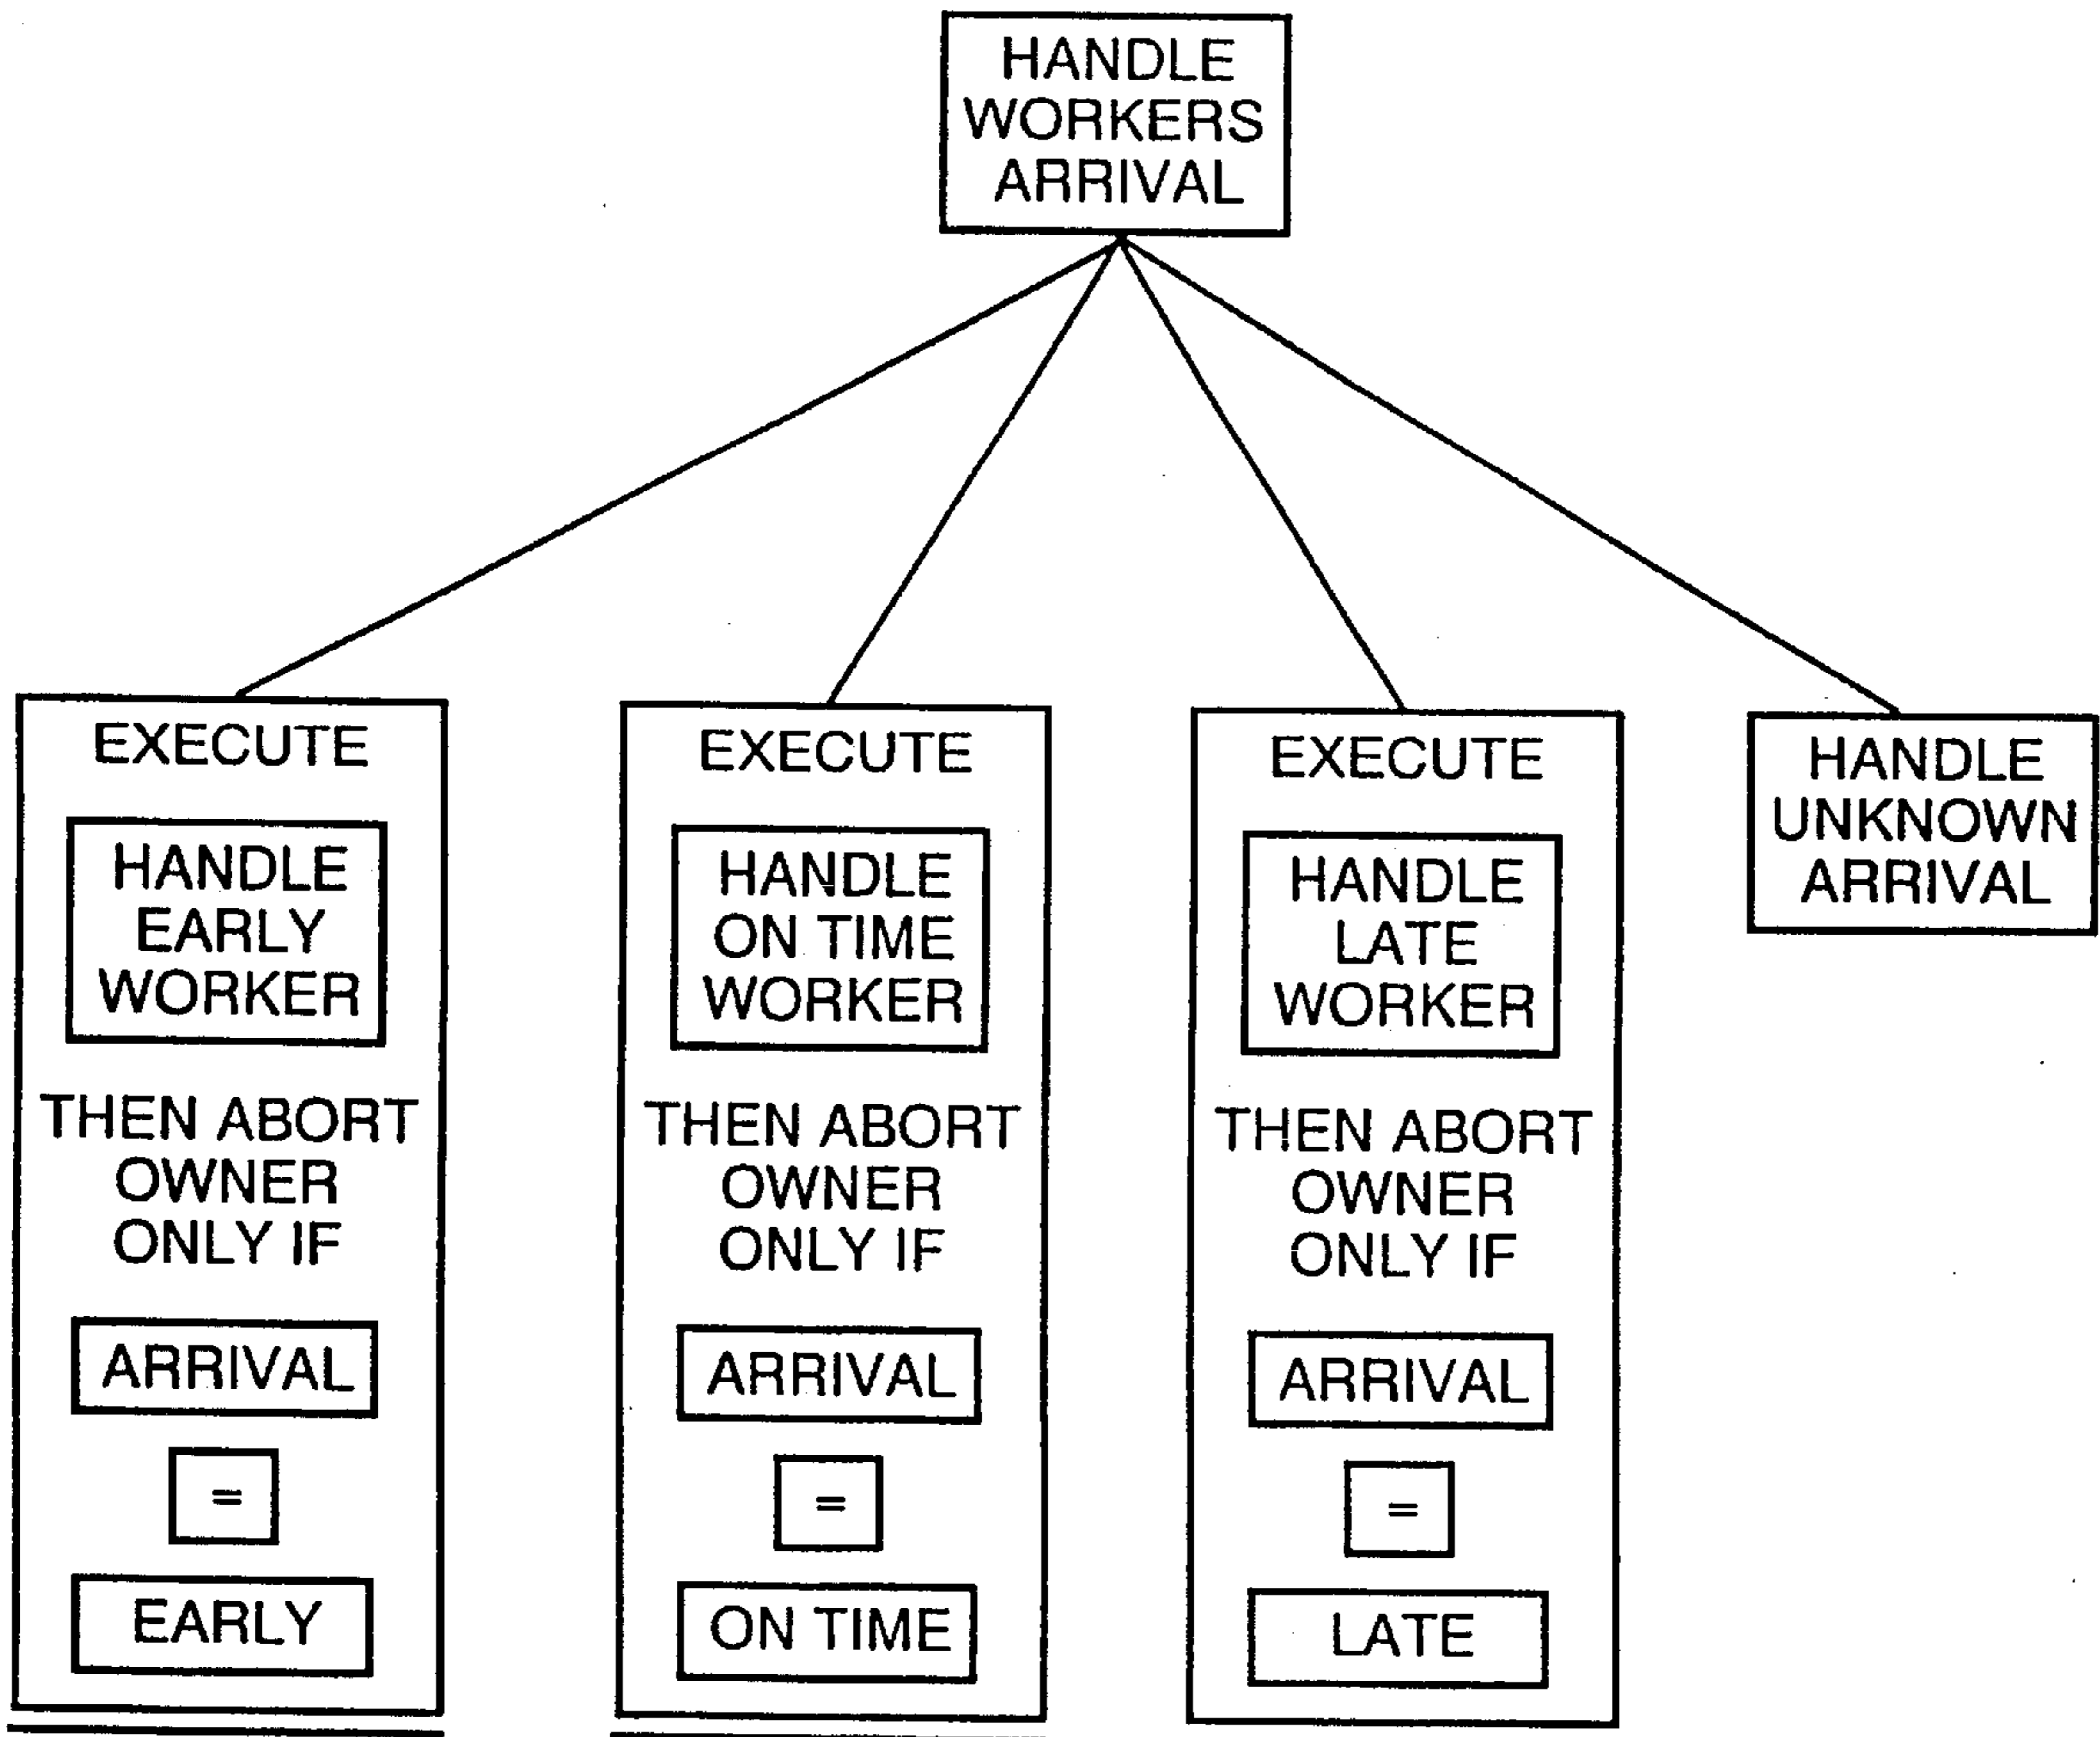 HANDLE
WORKERS
ARRIVAL
EXECUTE
HANDLE
EARLY
WORKER
THEN ABORT
OWNER
ONLY IF
ARRIVAL
=
EARLY
EXECUTE
HANDLE
ON TIME
WORKER
THEN ABORT
OWNER
ONLY IF
ARRIVAL
=
ON TIME
EXECUTE
HANDLE
LATE
WORKER
THEN ABORT
OWNER
ONLY IF
ARRIVAL
=
LATE
HANDLE
UNKNOWN
ARRIVAL